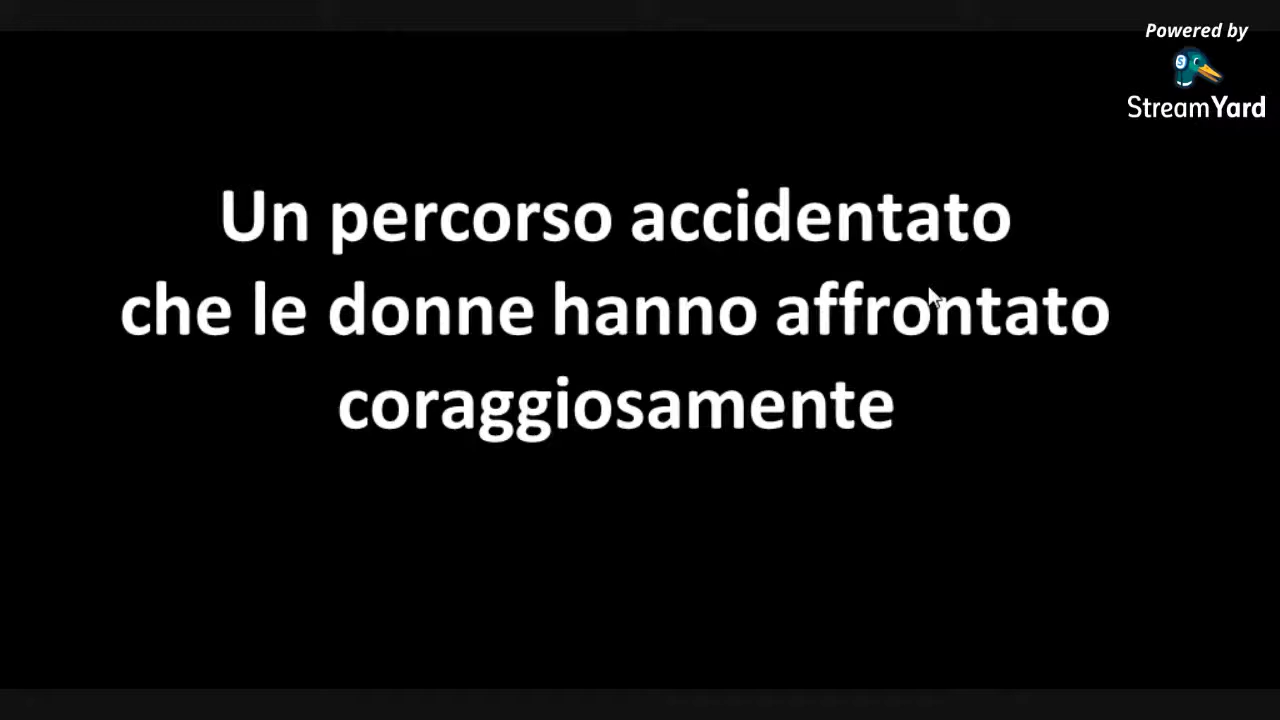 Powered by
StreamYard
Un percorso accidentato
che le donne hanno affrontato
coraggiosamente